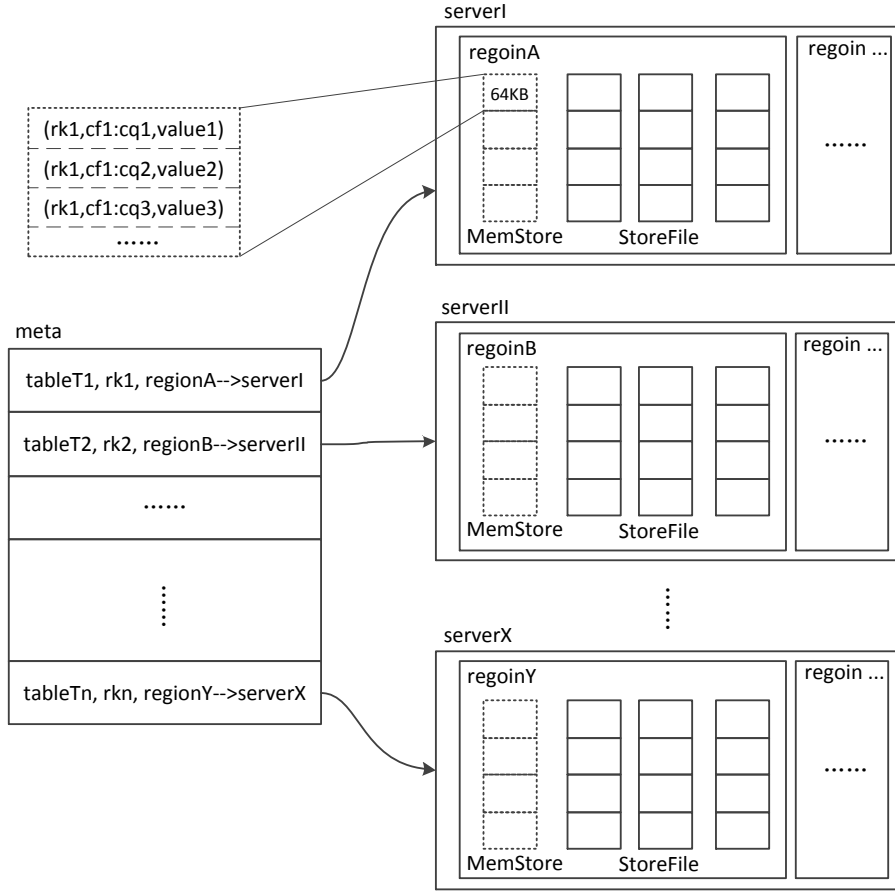 serverI
regoinA
regoin ...
64KB
(rk1,cf1:cq1,value1)
(rk1,cf1:cq2,value2)
(rk1,cf1:cq3,value3)
......
......
MemStore
StoreFile
meta
tableT1, rk1, regionA-->serverI
tableT2, rk2, regionB-->serverII
......
......
tableTn, rkn, regionY-->serverX
serverII
regoinB
regoin ...
......
MemStore
StoreFile
......
serverX
regoinY
regoin ...
......
MemStore
StoreFile